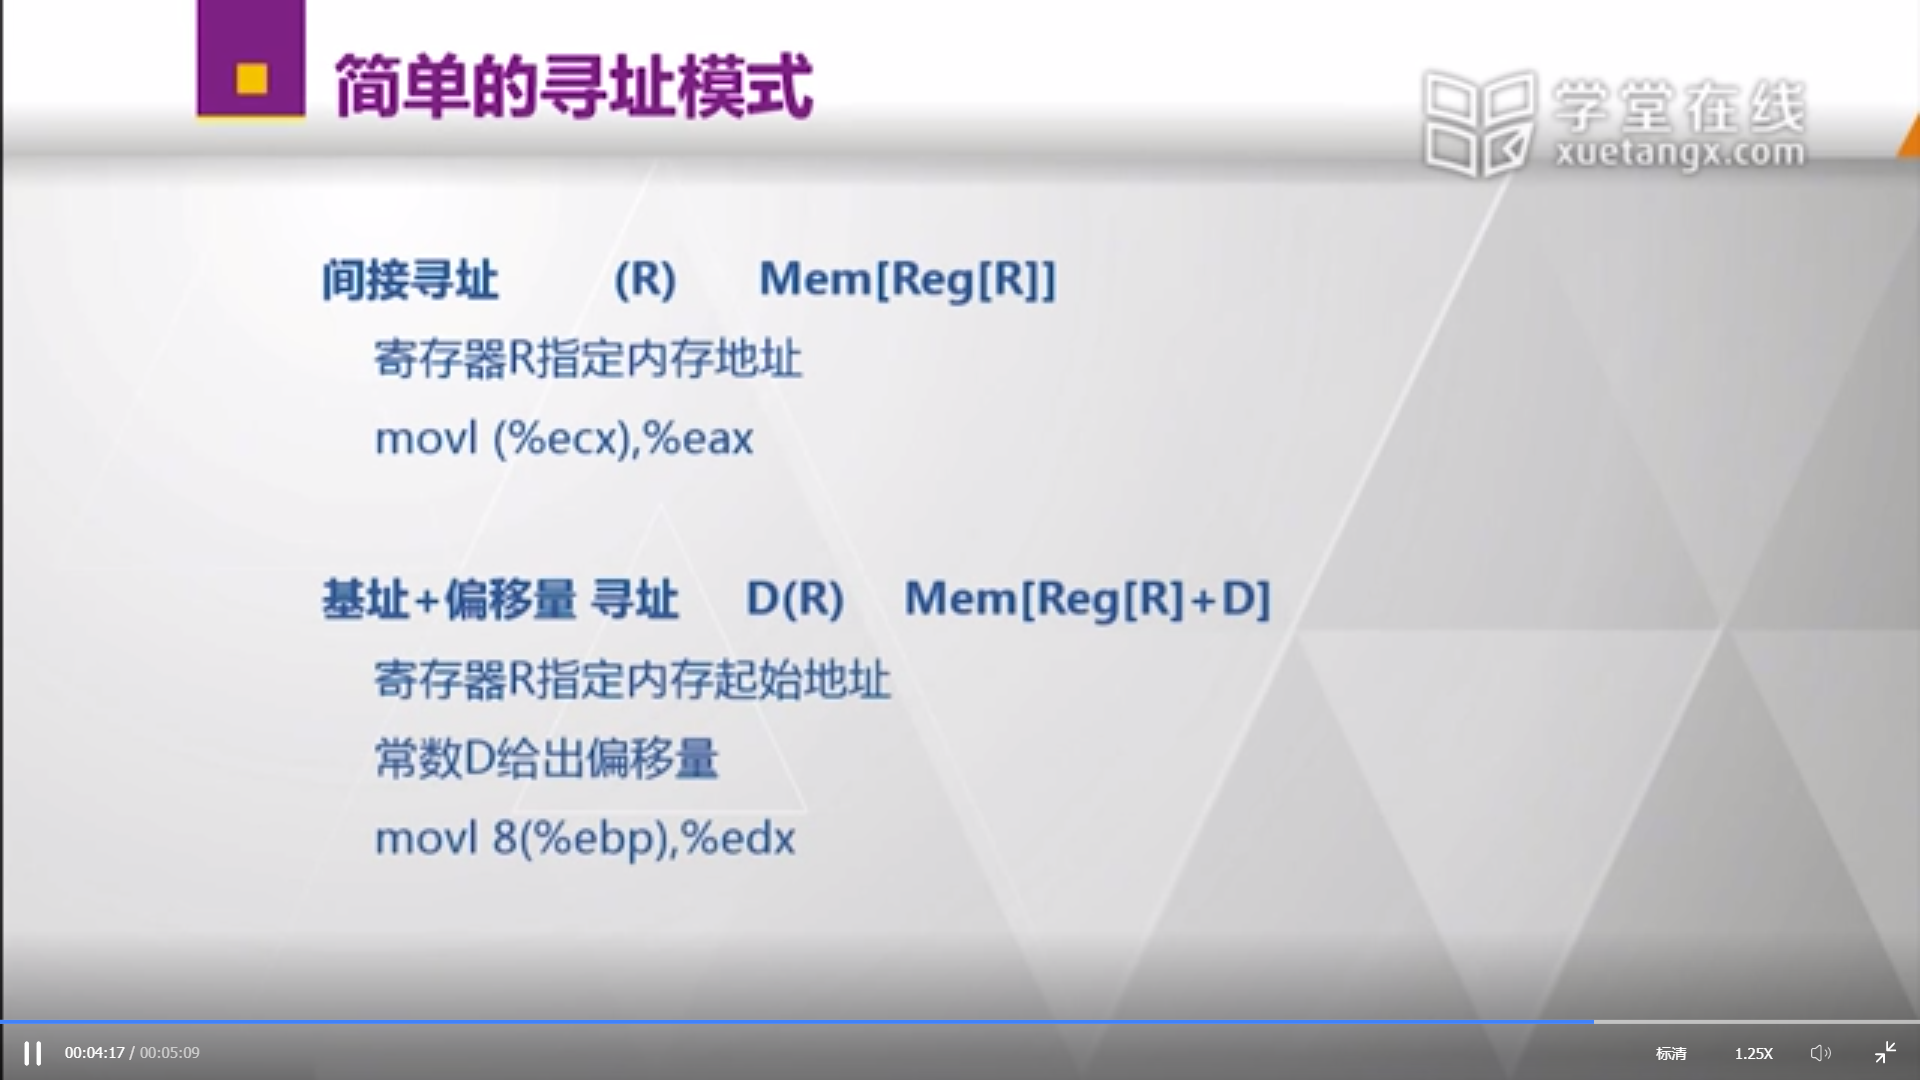 简单的寻址模式
学堂在线
xuetangx.com
间接寻址 (R) Mem[Reg[R]]
寄存器R指定内存地址
movl (%ecx),%eax
基址+偏移量 寻址 D(R) Mem[Reg[R]+D]
寄存器R指定内存起始地址
常数D给出偏移量
movl 8(%ebp),%edx
00:04:17 / 00:05:09 标清 1.25X